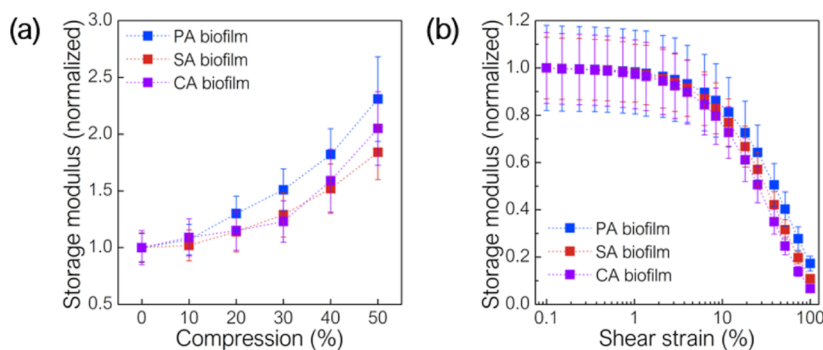 (a)
Storage modulus (normalized)
3.0
2.5
2.0
1.5
1.0
0.5
PA biofilm
SA biofilm
CA biofilm
0 10 20 30 40 50
Compression (%)
(b)
Storage modulus (normalized)
1.2
1.0
0.8
0.6
0.4
0.2
0.0
PA biofilm
SA biofilm
CA biofilm
0.1 1 10 100
Shear strain (%)